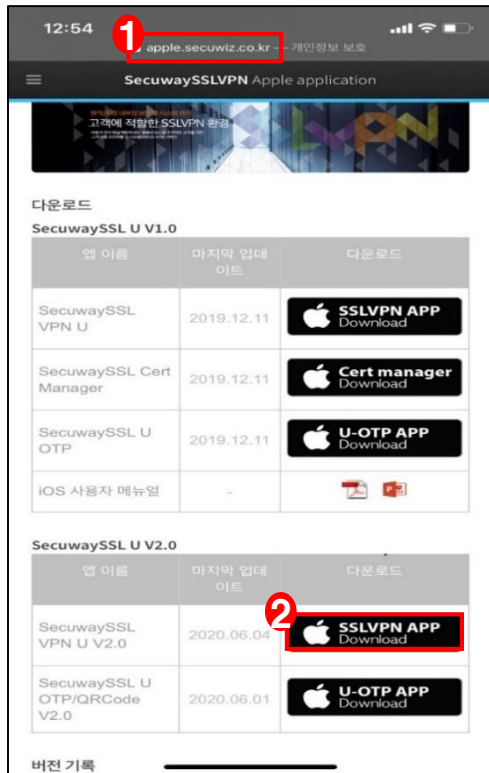 12:54
1
apple.secuwiz.co.kr — 개인정보 보호
SecuwaySSLVPN Apple application
고객에 적합한 SSLVPN 환경
다운로드
SecuwaySSL U V1.0
앱 이름 마지막 업데이트 다운로드
SecuwaySSL VPN U 2019.12.11 SSLVPN APP Download
SecuwaySSL Cert Manager 2019.12.11 Cert manager Download
SecuwaySSL U OTP 2019.12.11 U-OTP APP Download
iOS 사용자 메뉴얼 -
SecuwaySSL U V2.0
앱 이름 마지막 업데이트 다운로드
2
SecuwaySSL VPN U V2.0 2020.06.04 SSLVPN APP Download
SecuwaySSL U OTP/QRCode V2.0 2020.06.01 U-OTP APP Download
버전 기록